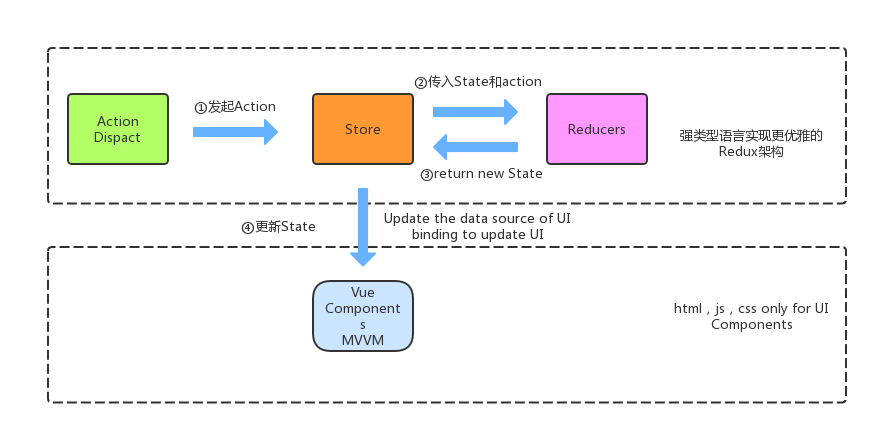 ②传入State和action
①发起Action
Action
Dispact
Store
Reducers
强类型语言实现更优雅的
Redux架构
③return new State
④更新State
Update the data source of UI
binding to update UI
Vue
Component
s
MVVM
html , js , css only for UI
Components